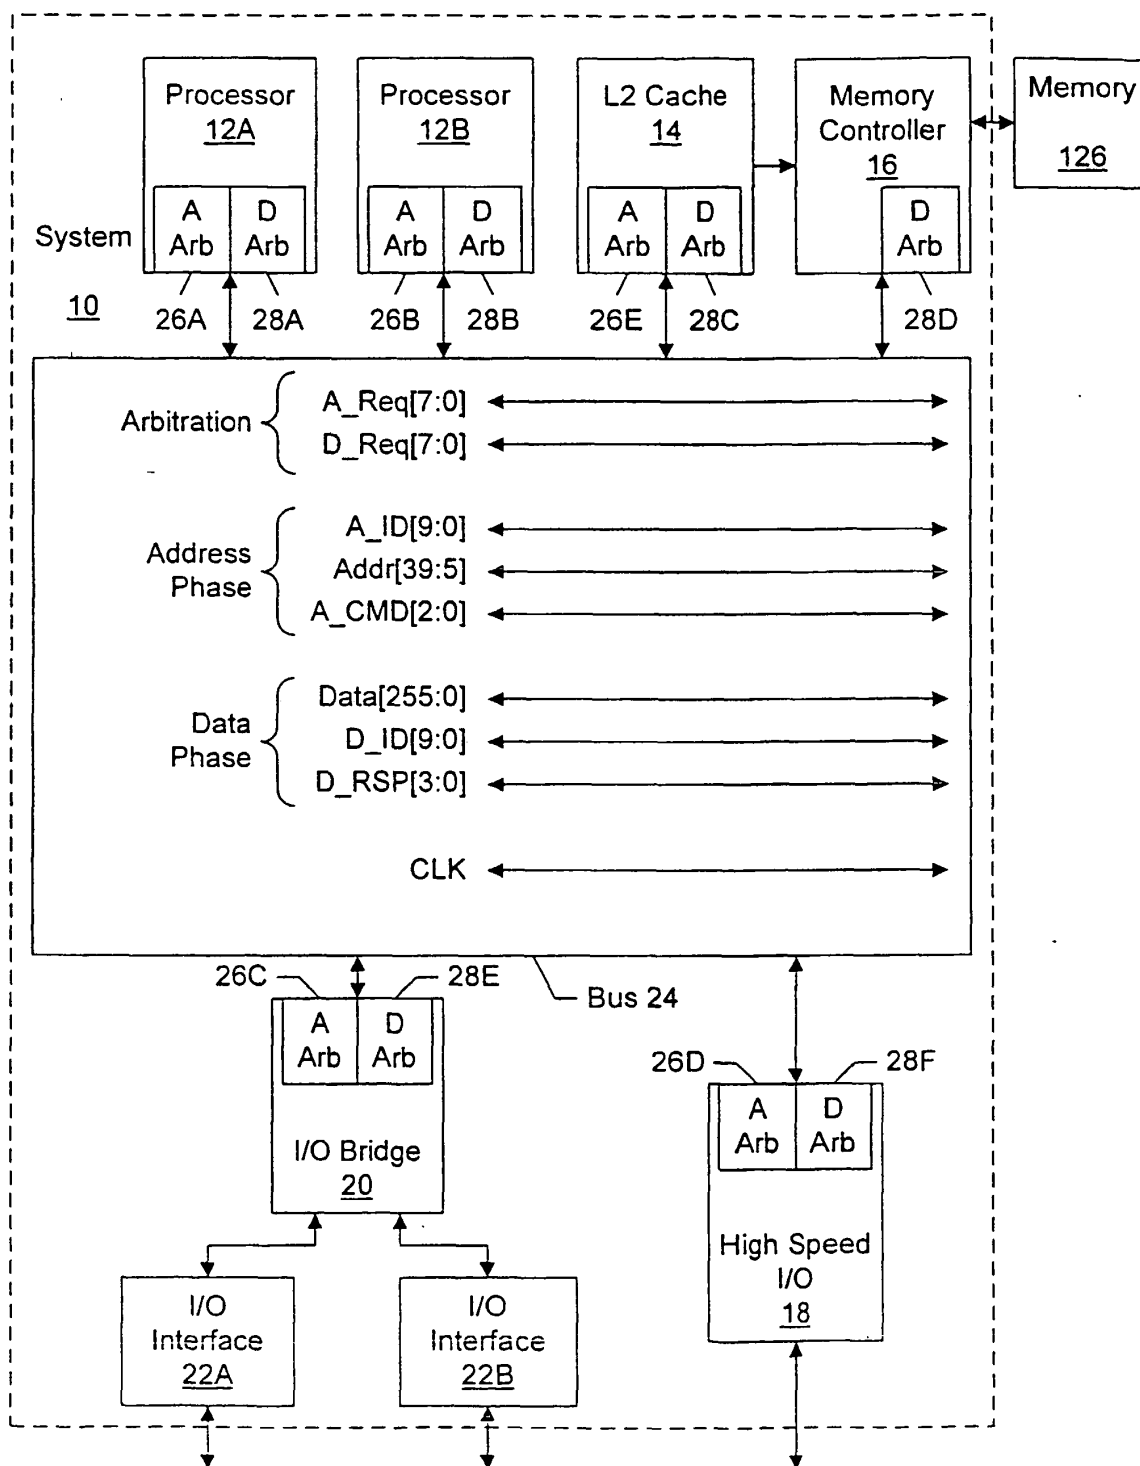 Processor
12A
Processor
12B
L2 Cache
14
Memory
Controller
16
Memory
126
A
Arb
D
Arb
A
Arb
D
Arb
A
Arb
D
Arb
D
Arb
System
10
26A
28A
26B
28B
26E
28C
28D
Arbitration
A_Req[7:0]
D_Req[7:0]
Address
Phase
A_ID[9:0]
Addr[39:5]
A_CMD[2:0]
Data
Phase
Data[255:0]
D_ID[9:0]
D_RSP[3:0]
CLK
26C
28E
Bus 24
A
Arb
D
Arb
I/O Bridge
20
26D
28F
A
Arb
D
Arb
High Speed
I/O
18
I/O
Interface
22A
I/O
Interface
22B